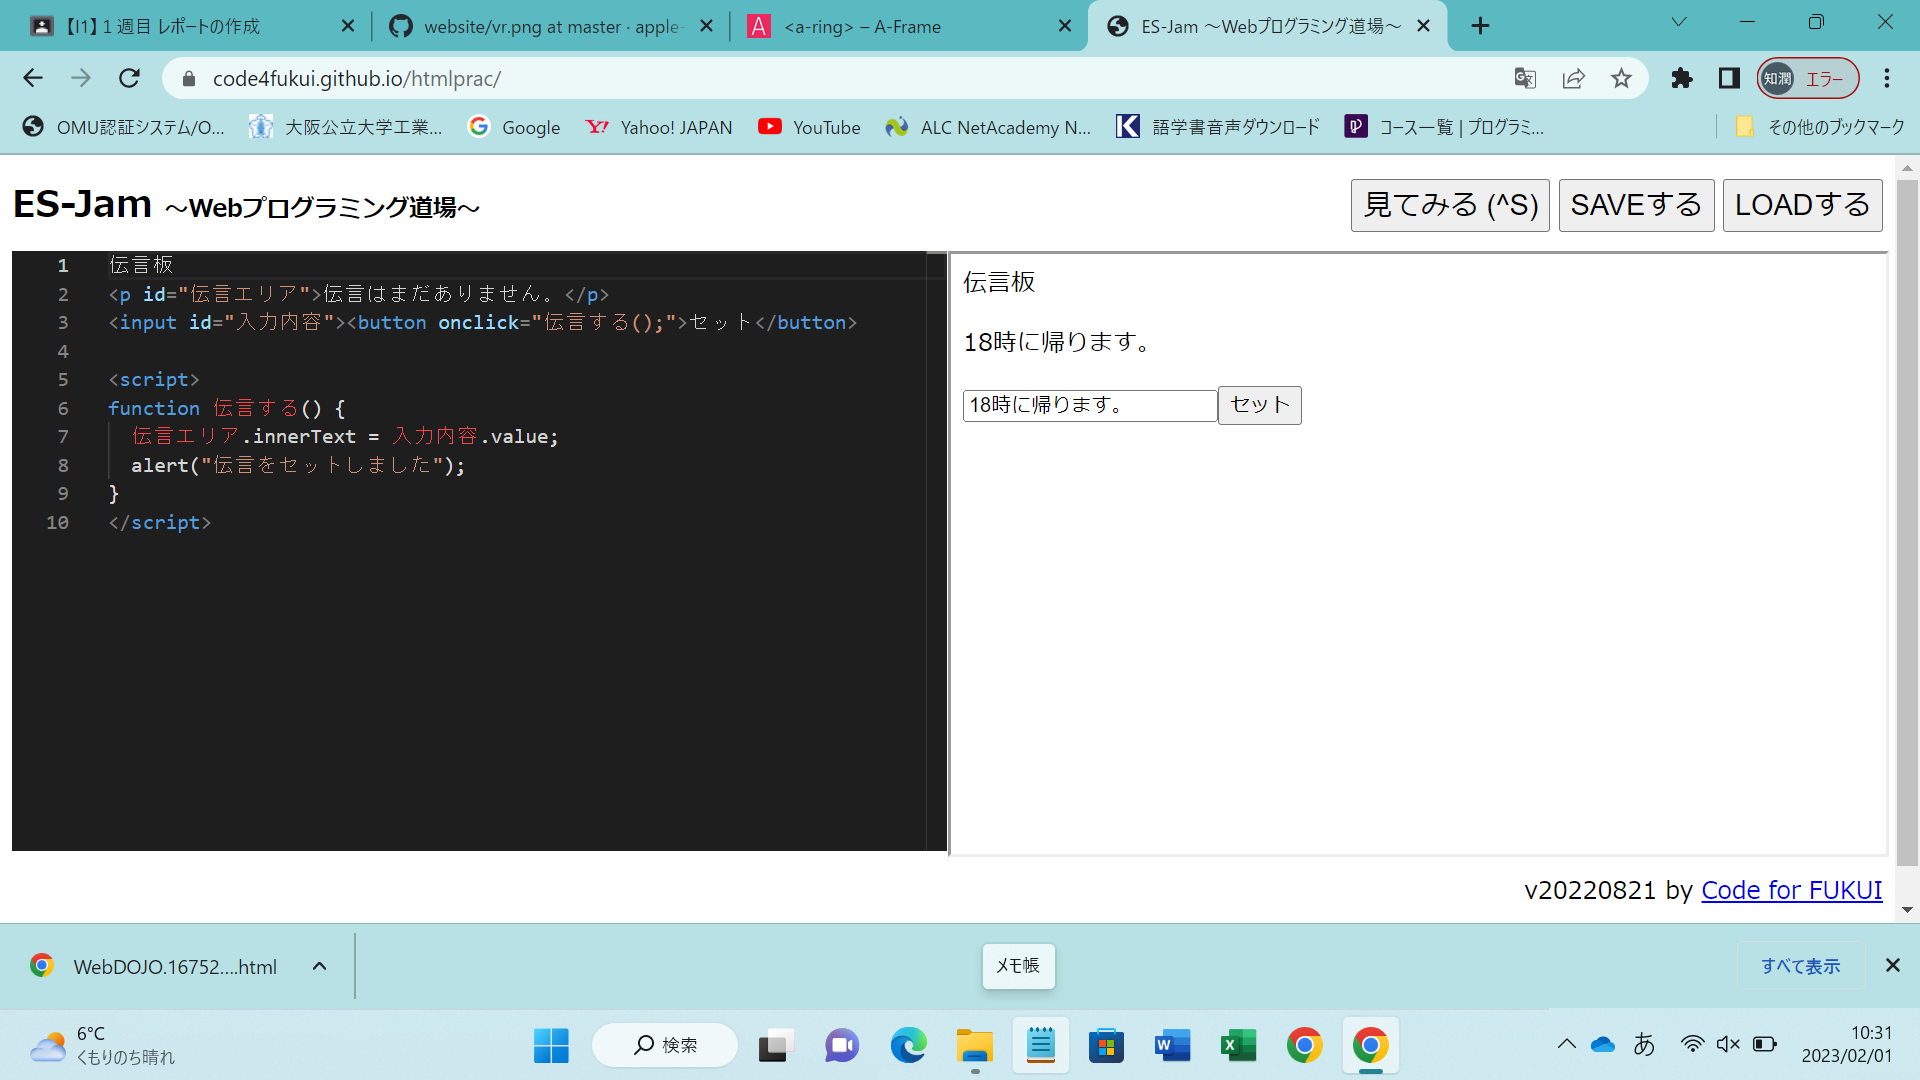 【I1】1 週目 レポートの作成
website/vr.png at master · apple-
<a-ring> – A-Frame
ES-Jam ～Webプログラミング道場～
code4fukui.github.io/htmlprac/
知潤 エラー
OMU認証システム/O...
大阪公立大学工業...
Google
Yahoo! JAPAN
YouTube
ALC NetAcademy N...
語学書音声ダウンロード
コース一覧 | プログラミ...
その他のブックマーク
ES-Jam ～Webプログラミング道場～
見てみる (^S)
SAVEする
LOADする
1 伝言板
2 <p id="伝言エリア">伝言はまだありません。</p>
3 <input id="入力内容"><button onclick="伝言する();">セット</button>
4
5 <script>
6 function 伝言する() {
7 伝言エリア.innerText = 入力内容.value;
8 alert("伝言をセットしました");
9 }
10 </script>
伝言板
18時に帰ります。
18時に帰ります。 セット
v20220821 by Code for FUKUI
WebDOJO.16752....html
メモ帳
すべて表示
6°C
くもりのち晴れ
検索
あ
10:31
2023/02/01